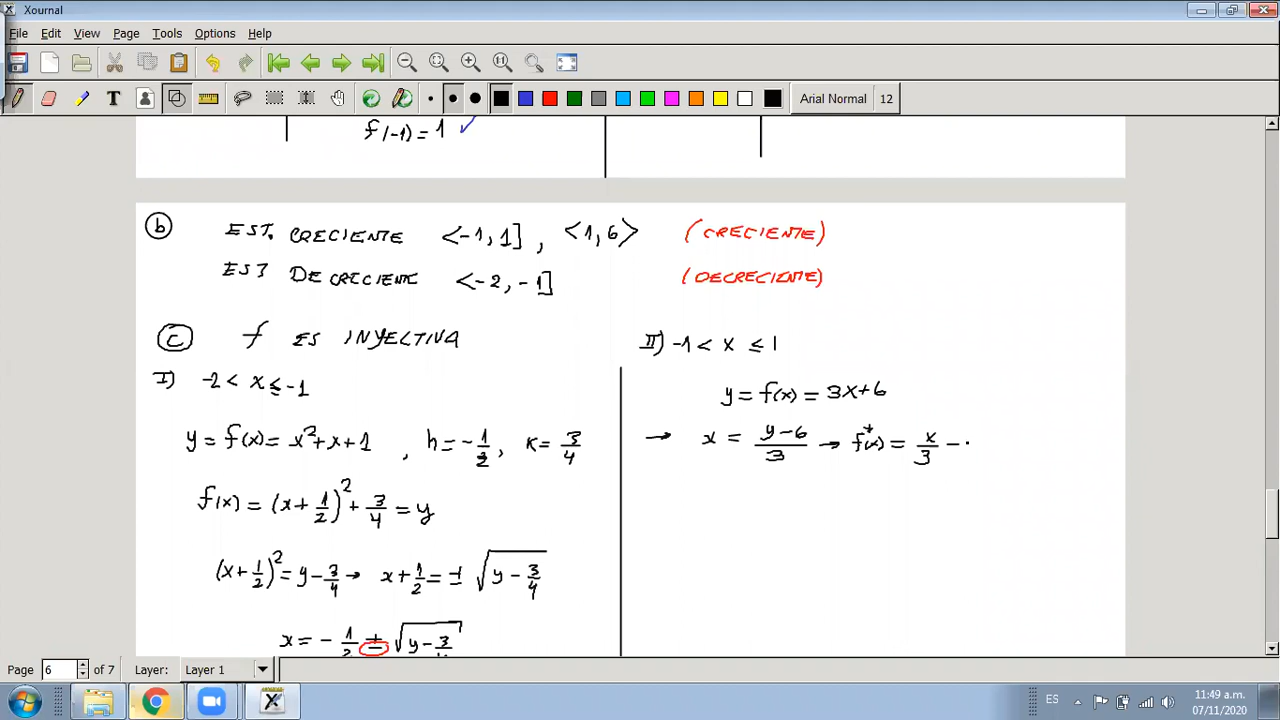 Xournal
File Edit View Page Tools Options Help
Arial Normal 12
f(-1) = 1 ✓
b EST. CRECIENTE <-1, 1] , <1, 6> (CRECIENTE)
EST DECRECIENTE <-2, -1] (DECRECIENTE)
c f ES INYECTIVA
I) -2 < x ≤ -1
y = f(x) = x² + x + 1 , h = -1/2 , K = 3/4
f(x) = (x + 1/2)² + 3/4 = y
(x + 1/2)² = y - 3/4 → x + 1/2 = ± √(y - 3/4)
x = - 1/2 ± √(y - 3/4)
II) -1 < x ≤ 1
y = f(x) = 3x + 6
→ x = (y - 6)/3 → f*(x) = x/3 -
Page 6 of 7 Layer: Layer 1
ES 11:49 a.m.
07/11/2020